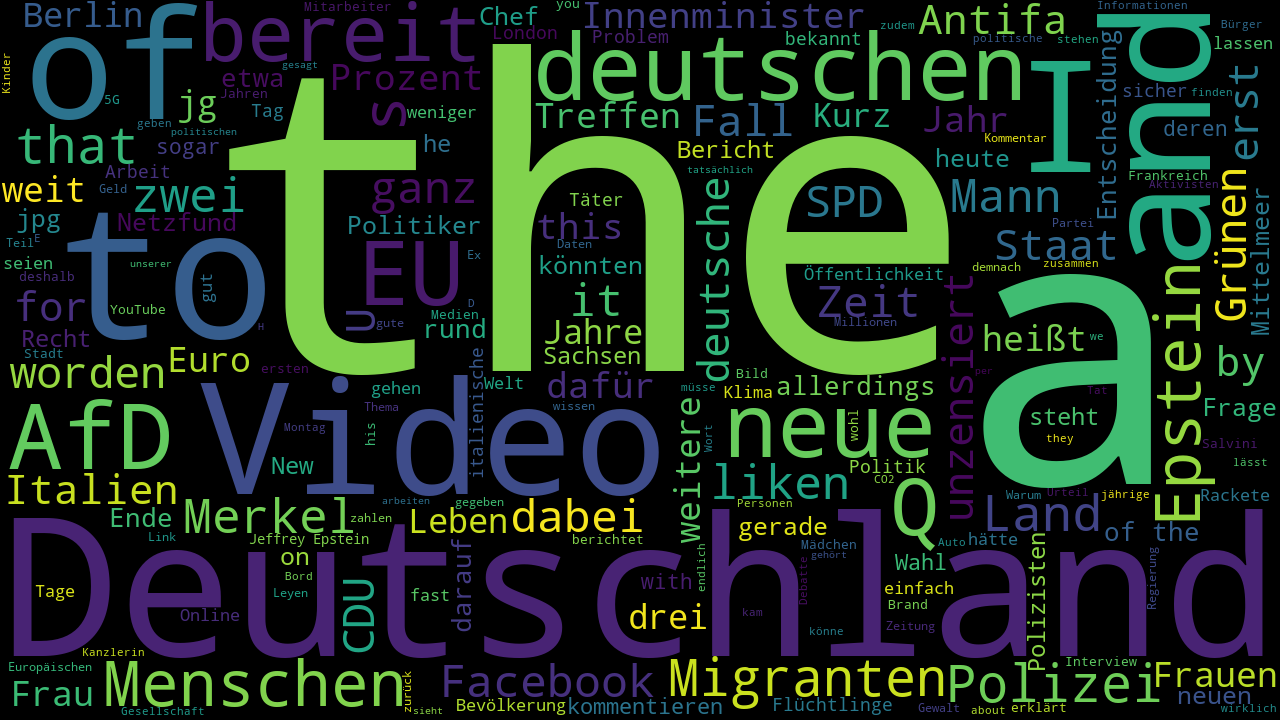 Berlin
Mitarbeiter
Chef
you
Innenminister
Antifa
Informationen
Bürger
of
bereit
London
Problem
zudem
bekannt
deutschen
politische
stehen
I
and
lassen
Kinder
gesagt
etwa
Prozent
5G
jg
Jahren
Tag
s
weniger
Treffen
Fall
Kurz
Jahr
Entscheidung
sicher
finden
erst
geben
politischen
that
sogar
he
Kommentar
deren
the
Bericht
heute
Arbeit
tatsächlich
Frankreich
weit
Geld
zwei
ganz
Täter
SPD
Mann
Aktivisten
Grünen
Mittelmeer
jpg
Netzfund
Politiker
this
deutsche
Partei
Staat
Teil
E
to
EU
Ex
Daten
könnten
Öffentlichkeit
demnach
zusammen
seien
unserer
deshalb
gut
it
Zeit
unzensiert
a
Epstein
for
YouTube
D
Medien
u
gute
rund
Jahre
Millionen
Recht
H
heißt
we
Stadt
Euro
Sachsen
by
worden
ersten
italienische
Welt
dafür
Bild
müsse
Klima
allerdings
per
Tat
gehen
Video
Thema
wissen
weitere
neue
wohl
steht
Frage
AfD
Montag
his
Wort
they
Salvini
New
liken
Politik
CO2
Q
lässt
Italien
arbeiten
gegeben
Personen
Warum
Urteil
jährige
Rackete
Ende
Merkel
zahlen
Leben
dabei
gerade
Land
of the
Link
Jeffrey Epstein
berichtet
Mädchen
Auto
hätte
Deutschland
on
darauf
endlich
gehört
Wahl
Polizisten
Regierung
Bord
CDU
with
Debatte
einfach
Tage
Leyen
fast
Brand
Online
drei
kam
könne
Zeitung
Kanzlerin
Europäischen
Menschen
zurück
Facebook
Migranten
Polizei
Interview
Frauen
Frau
neuen
Gesellschaft
sieht
Bevölkerung
kommentieren
Flüchtlinge
Gewalt
about
erklärt
wirklich